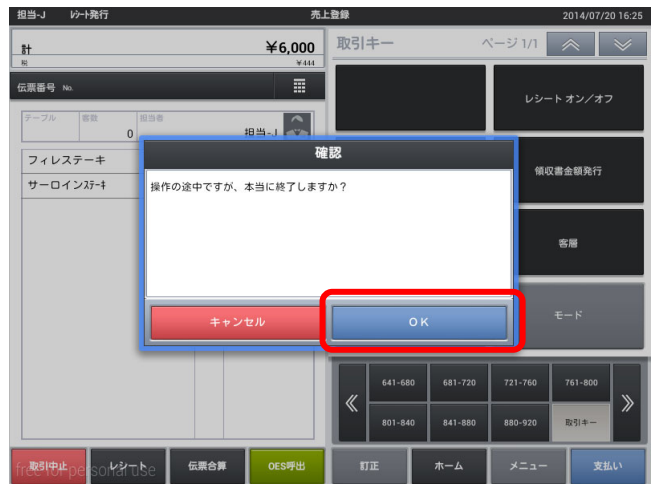 担当-J　ﾚｼｰﾄ発行
売上登録
2014/07/20 16:25
計
¥6,000
税
¥444
伝票番号 No.
テーブル
客数
担当者
0
担当-J
フィレステーキ
サーロインｽﾃｰｷ
取引キー
ページ 1/1
レシート オン／オフ
領収書金額発行
客層
モード
確認
操作の途中ですが、本当に終了しますか？
キャンセル
OK
641-680
681-720
721-760
761-800
801-840
841-880
880-920
取引キー
取引中止
レシート
伝票合算
OES呼出
訂正
ホーム
メニュー
支払い
free for personal use